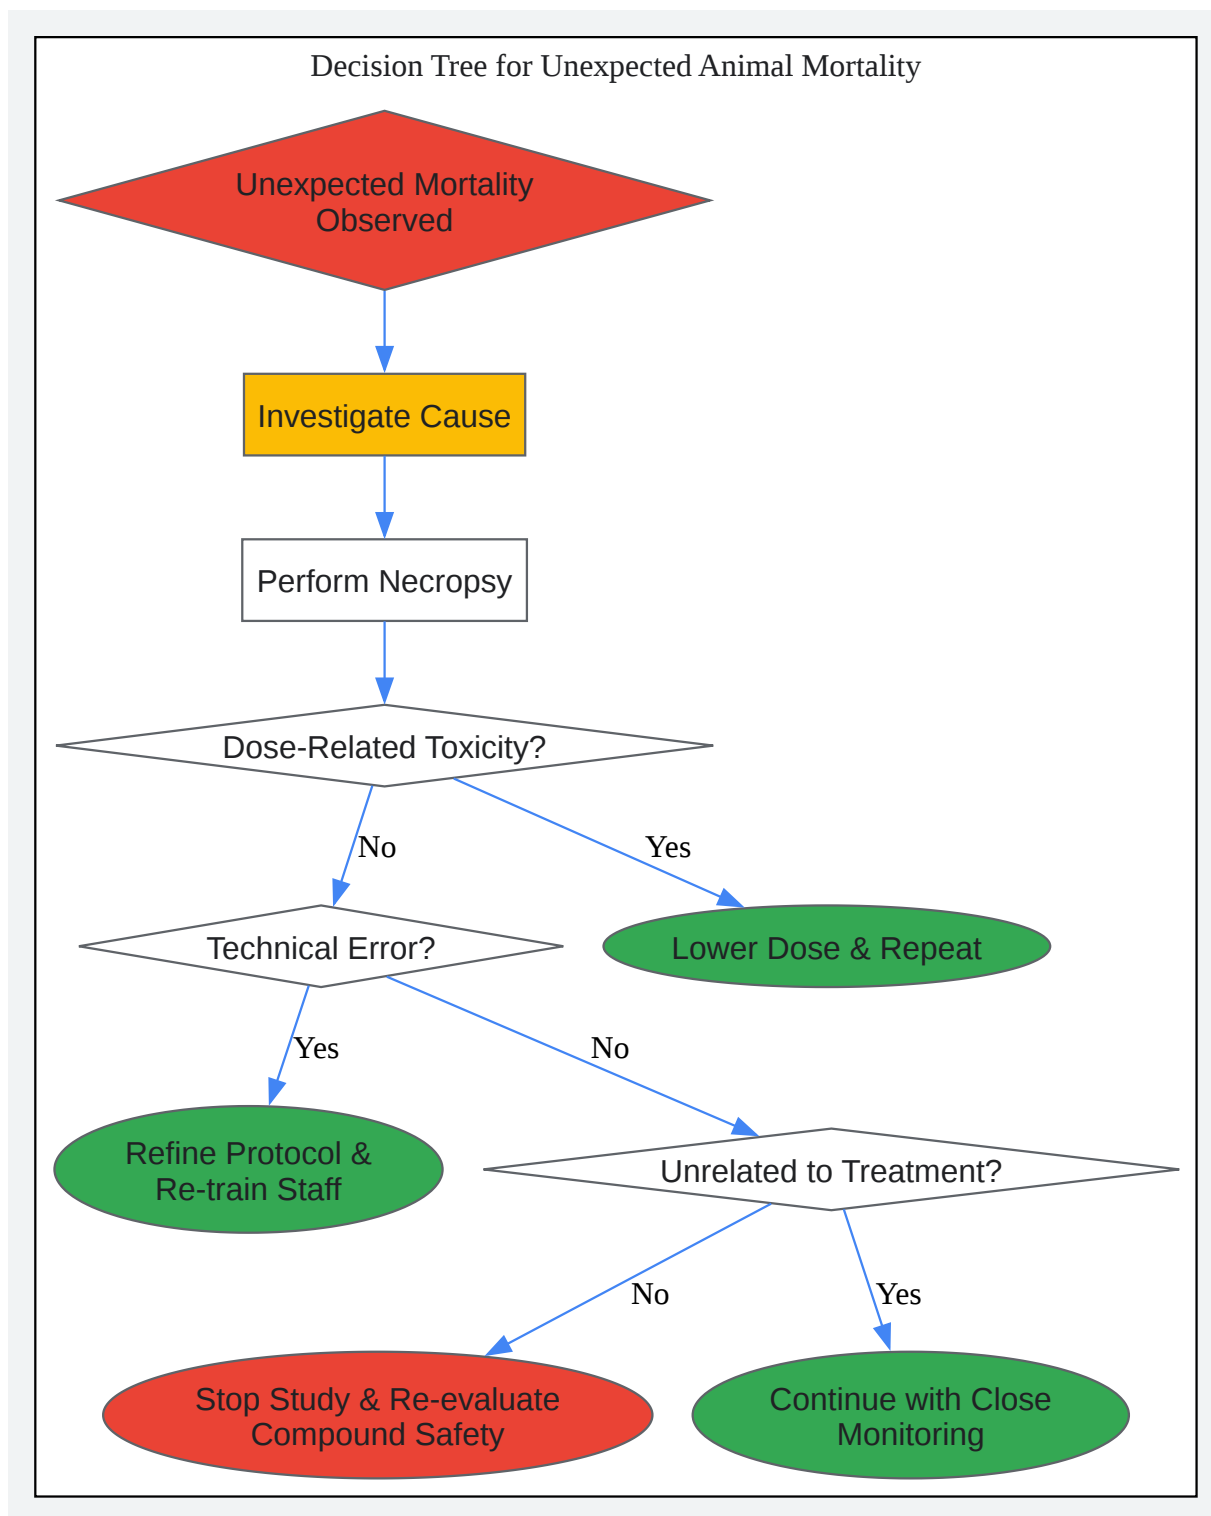 Decision Tree for Unexpected Animal Mortality
Unexpected Mortality
Observed
Investigate Cause
Perform Necropsy
Dose-Related Toxicity?
No
Yes
Technical Error?
Lower Dose & Repeat
Yes
No
Refine Protocol &
Re-train Staff
Unrelated to Treatment?
No
Yes
Stop Study & Re-evaluate
Compound Safety
Continue with Close
Monitoring